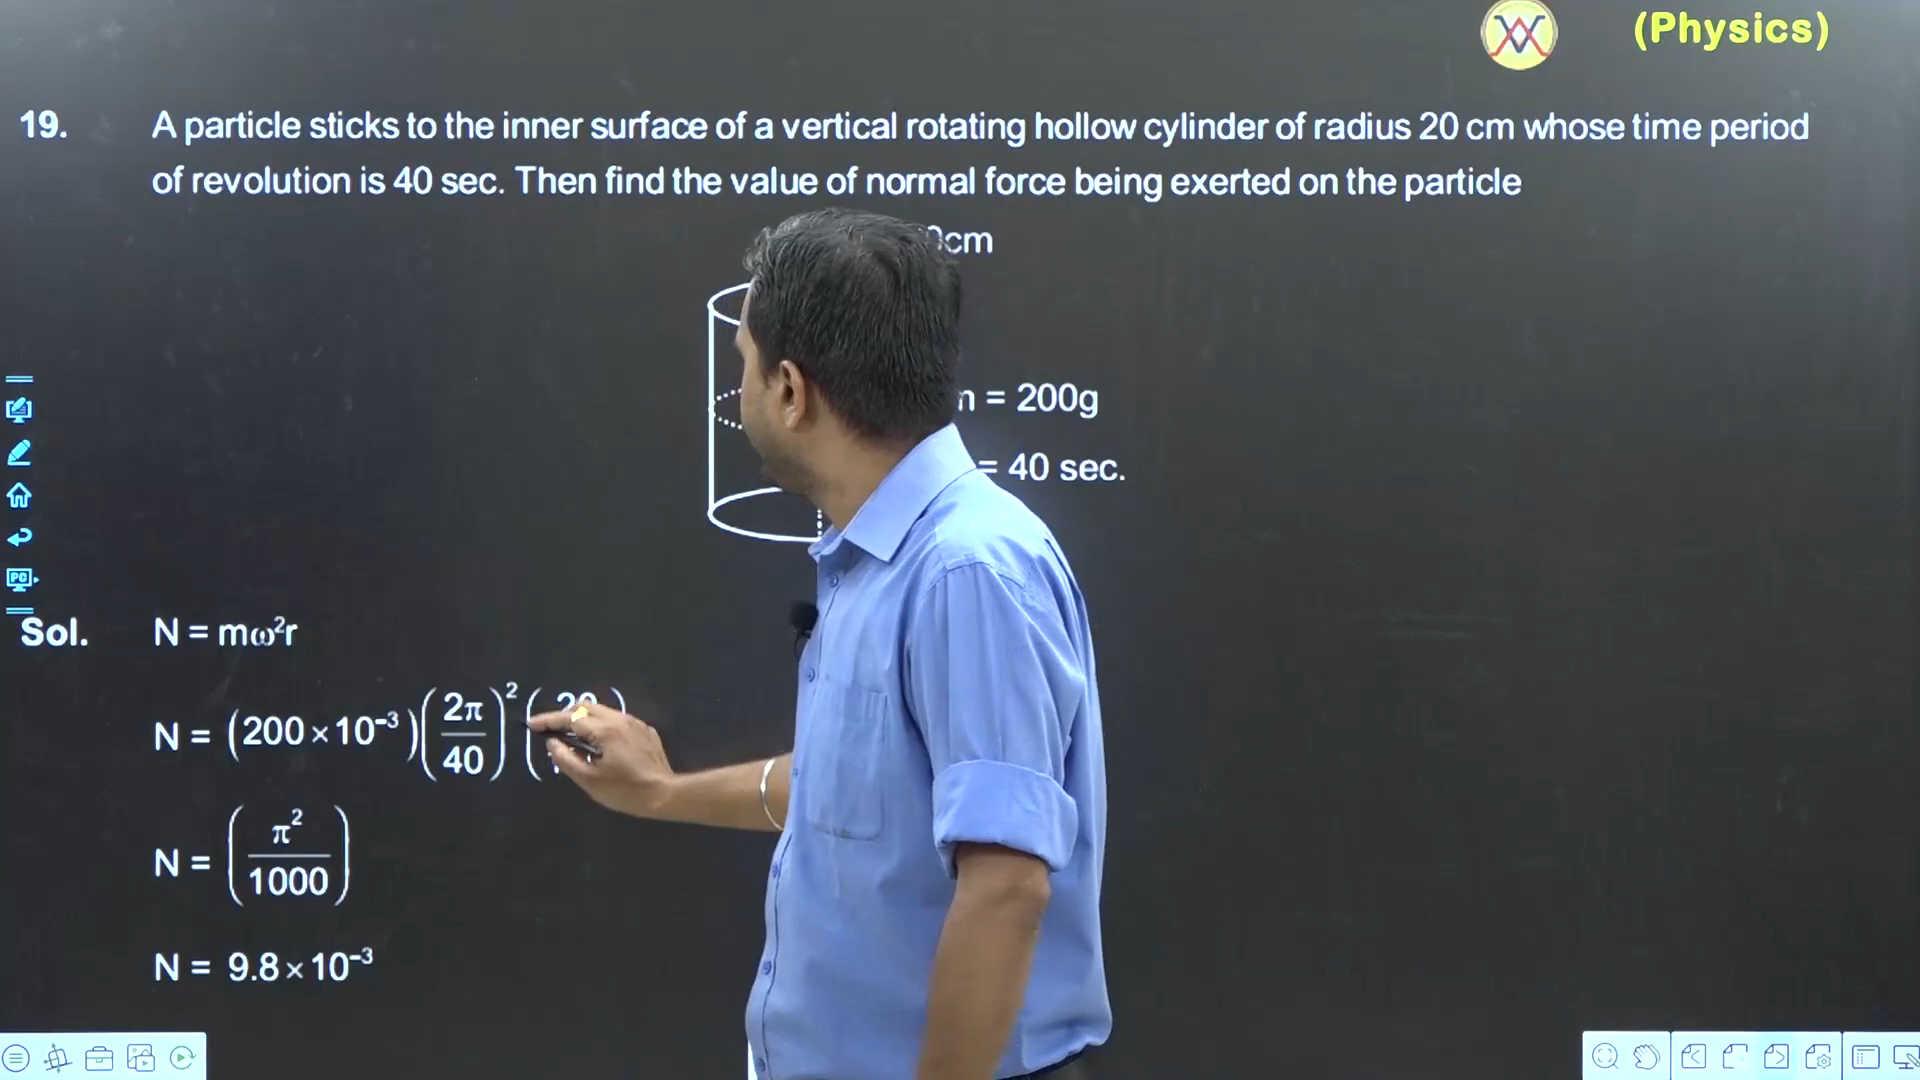 (Physics)
19. A particle sticks to the inner surface of a vertical rotating hollow cylinder of radius 20 cm whose time period
of revolution is 40 sec. Then find the value of normal force being exerted on the particle
cm
= 200g
= 40 sec.
Sol. N = mω²r
N = (200×10⁻³)(2π/40)²(
N = (π²/1000)
N = 9.8×10⁻³
PC